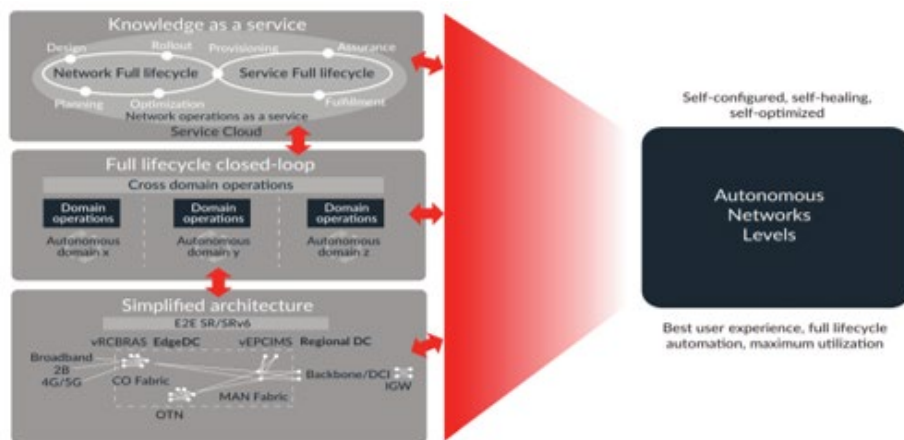 Knowledge as a service
Design
Rollout
Provisioning
Assurance
Network Full lifecycle
Service Full lifecycle
Planning
Optimization
Fulfillment
Network operations as a service
Service Cloud
Full lifecycle closed-loop
Cross domain operations
Domain operations
Domain operations
Domain operations
Autonomous domain x
Autonomous domain y
Autonomous domain z
Simplified architecture
E2E SR/SRv6
vRCBRAS EdgeDC
vEPCIMS Regional DC
Broadband
2B
4G/5G
CO Fabric
Backbone/DCI
IGW
MAN Fabric
OTN
Self-configured, self-healing,
self-optimized
Autonomous
Networks
Levels
Best user experience, full lifecycle
automation, maximum utilization